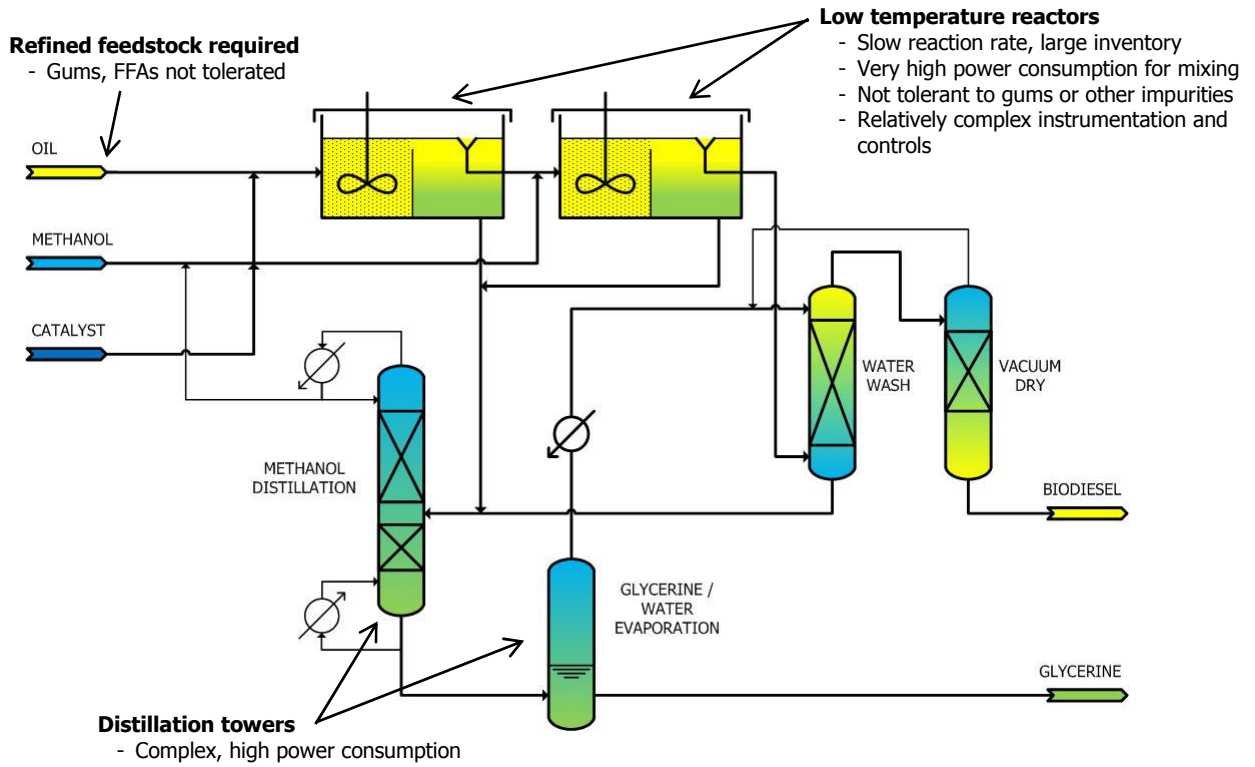 Low temperature reactors
- Slow reaction rate, large inventory
- Very high power consumption for mixing
- Not tolerant to gums or other impurities
- Relatively complex instrumentation and
controls
Refined feedstock required
- Gums, FFAs not tolerated
OIL
METHANOL
CATALYST
WATER
WASH
VACUUM
DRY
METHANOL
DISTILLATION
BIODIESEL
GLYCERINE /
WATER
EVAPORATION
GLYCERINE
Distillation towers
- Complex, high power consumption